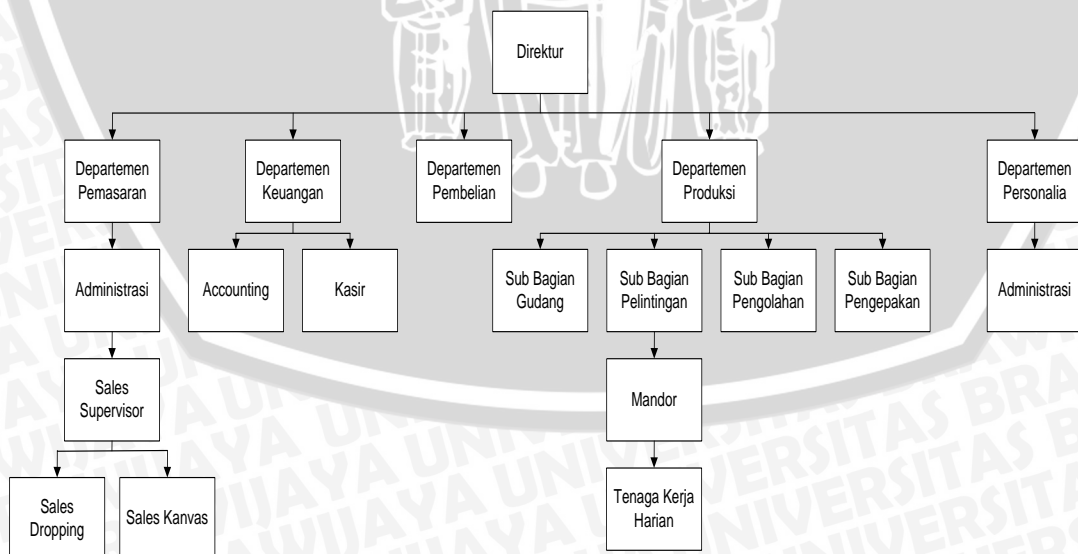 Direktur
Departemen
Pemasaran
Departemen
Keuangan
Departemen
Pembelian
Departemen
Produksi
Departemen
Personalia
Administrasi
Accounting
Kasir
Sub Bagian
Gudang
Sub Bagian
Pelintingan
Sub Bagian
Pengolahan
Sub Bagian
Pengepakan
Administrasi
Sales
Supervisor
Mandor
Sales
Dropping
Sales Kanvas
Tenaga Kerja
Harian